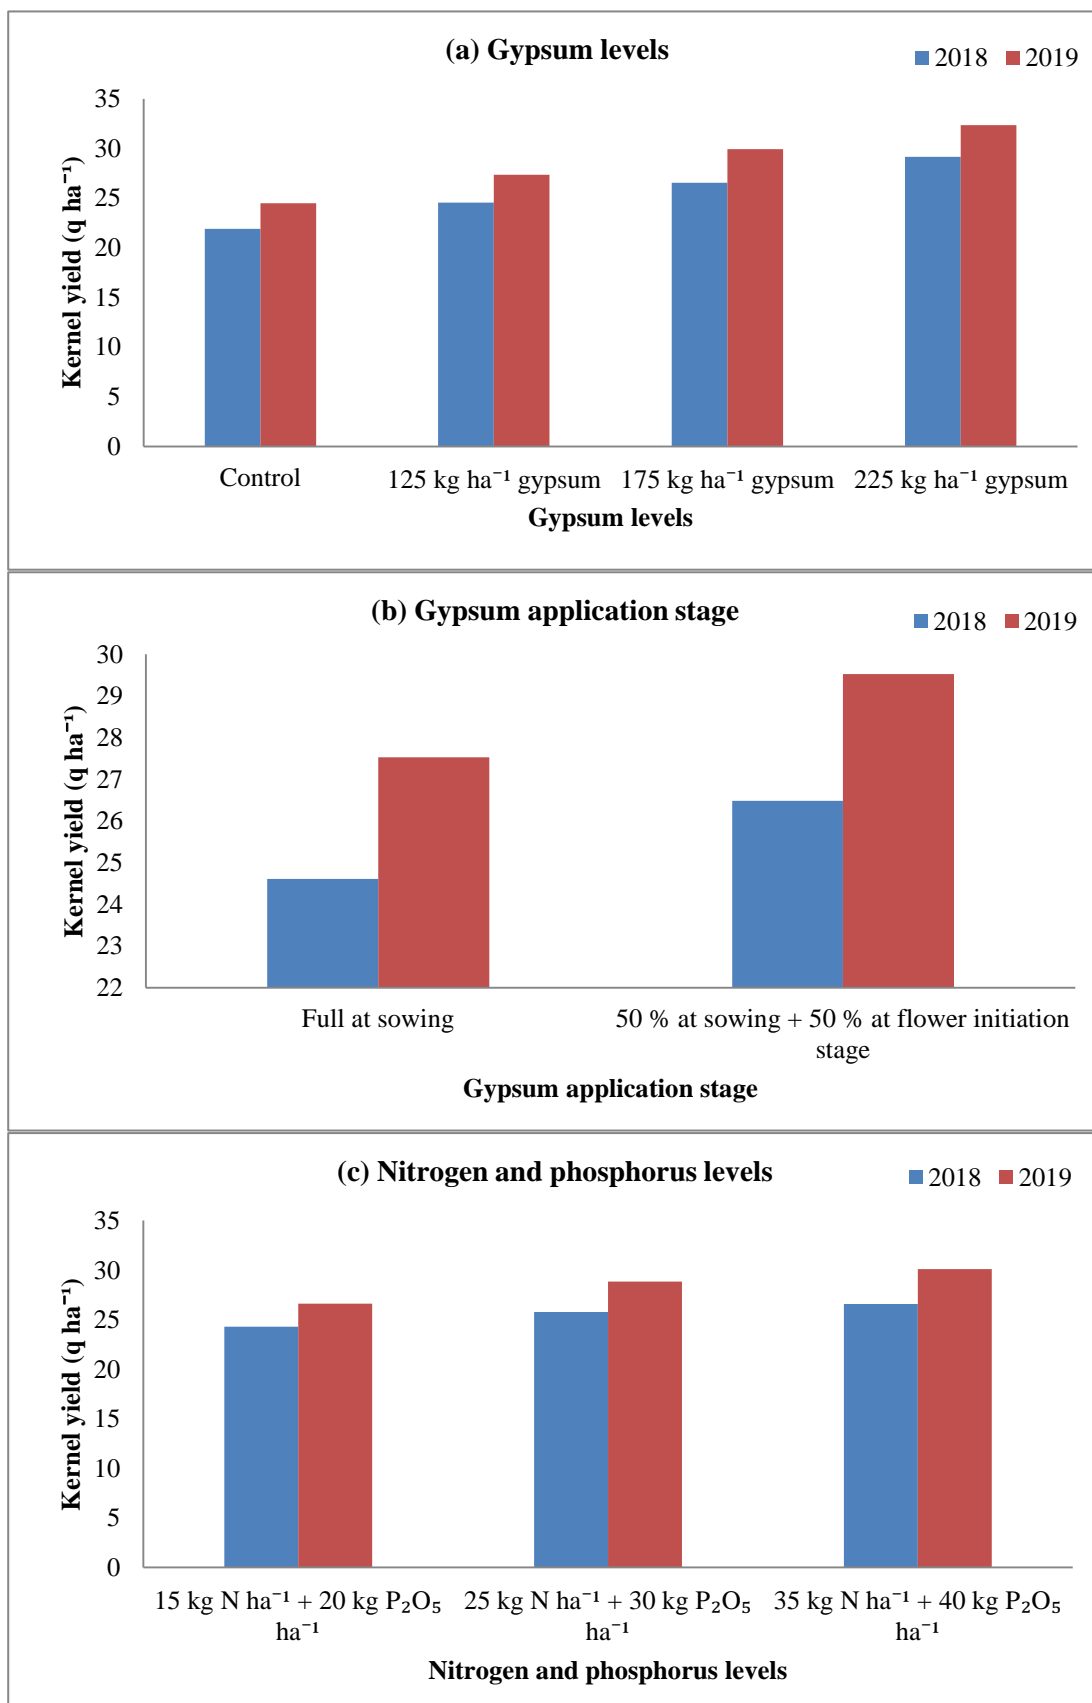 (a) Gypsum levels
2018 2019
Kernel yield (q ha⁻¹)
35
30
25
20
15
10
5
0
Control 125 kg ha⁻¹ gypsum 175 kg ha⁻¹ gypsum 225 kg ha⁻¹ gypsum
Gypsum levels
(b) Gypsum application stage
2018 2019
Kernel yield (q ha⁻¹)
30
29
28
27
26
25
24
23
22
Full at sowing 50 % at sowing + 50 % at flower initiation
stage
Gypsum application stage
(c) Nitrogen and phosphorus levels
2018 2019
Kernel yield (q ha⁻¹)
35
30
25
20
15
10
5
0
15 kg N ha⁻¹ + 20 kg P₂O₅ 25 kg N ha⁻¹ + 30 kg P₂O₅ 35 kg N ha⁻¹ + 40 kg P₂O₅
ha⁻¹ ha⁻¹ ha⁻¹
Nitrogen and phosphorus levels